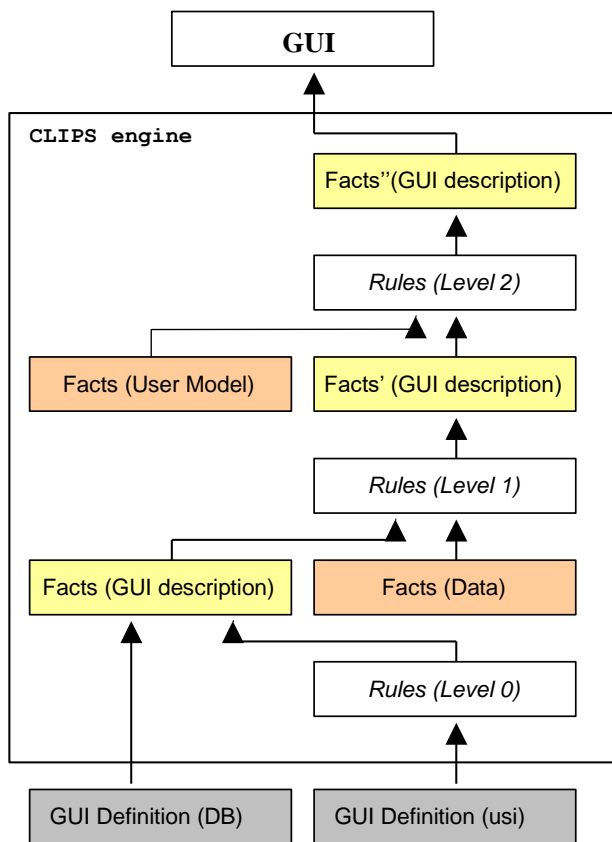 GUI
CLIPS engine
Facts''(GUI description)
Rules (Level 2)
Facts (User Model)
Facts' (GUI description)
Rules (Level 1)
Facts (GUI description)
Facts (Data)
Rules (Level 0)
GUI Definition (DB)
GUI Definition (usi)